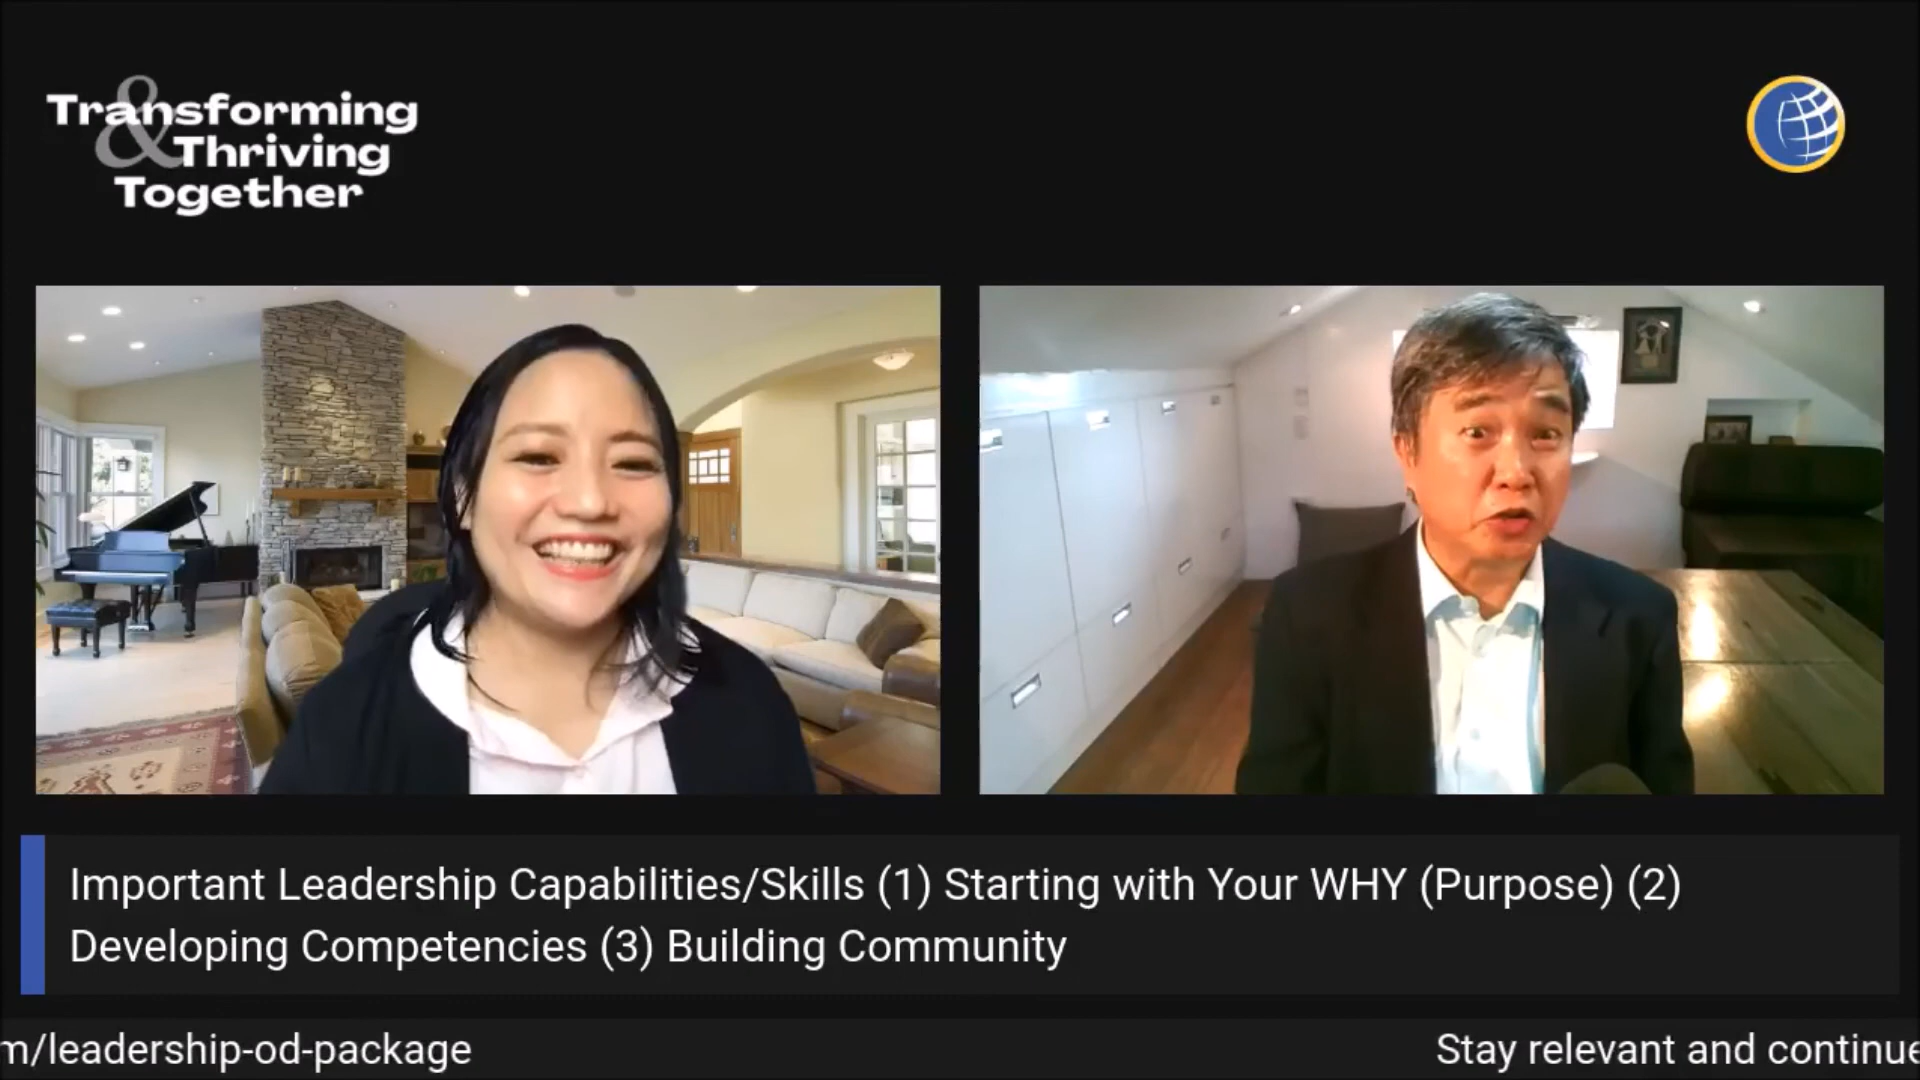 Transforming
& Thriving
Together
Important Leadership Capabilities/Skills (1) Starting with Your WHY (Purpose) (2)
Developing Competencies (3) Building Community
m/leadership-od-package
Stay relevant and continue